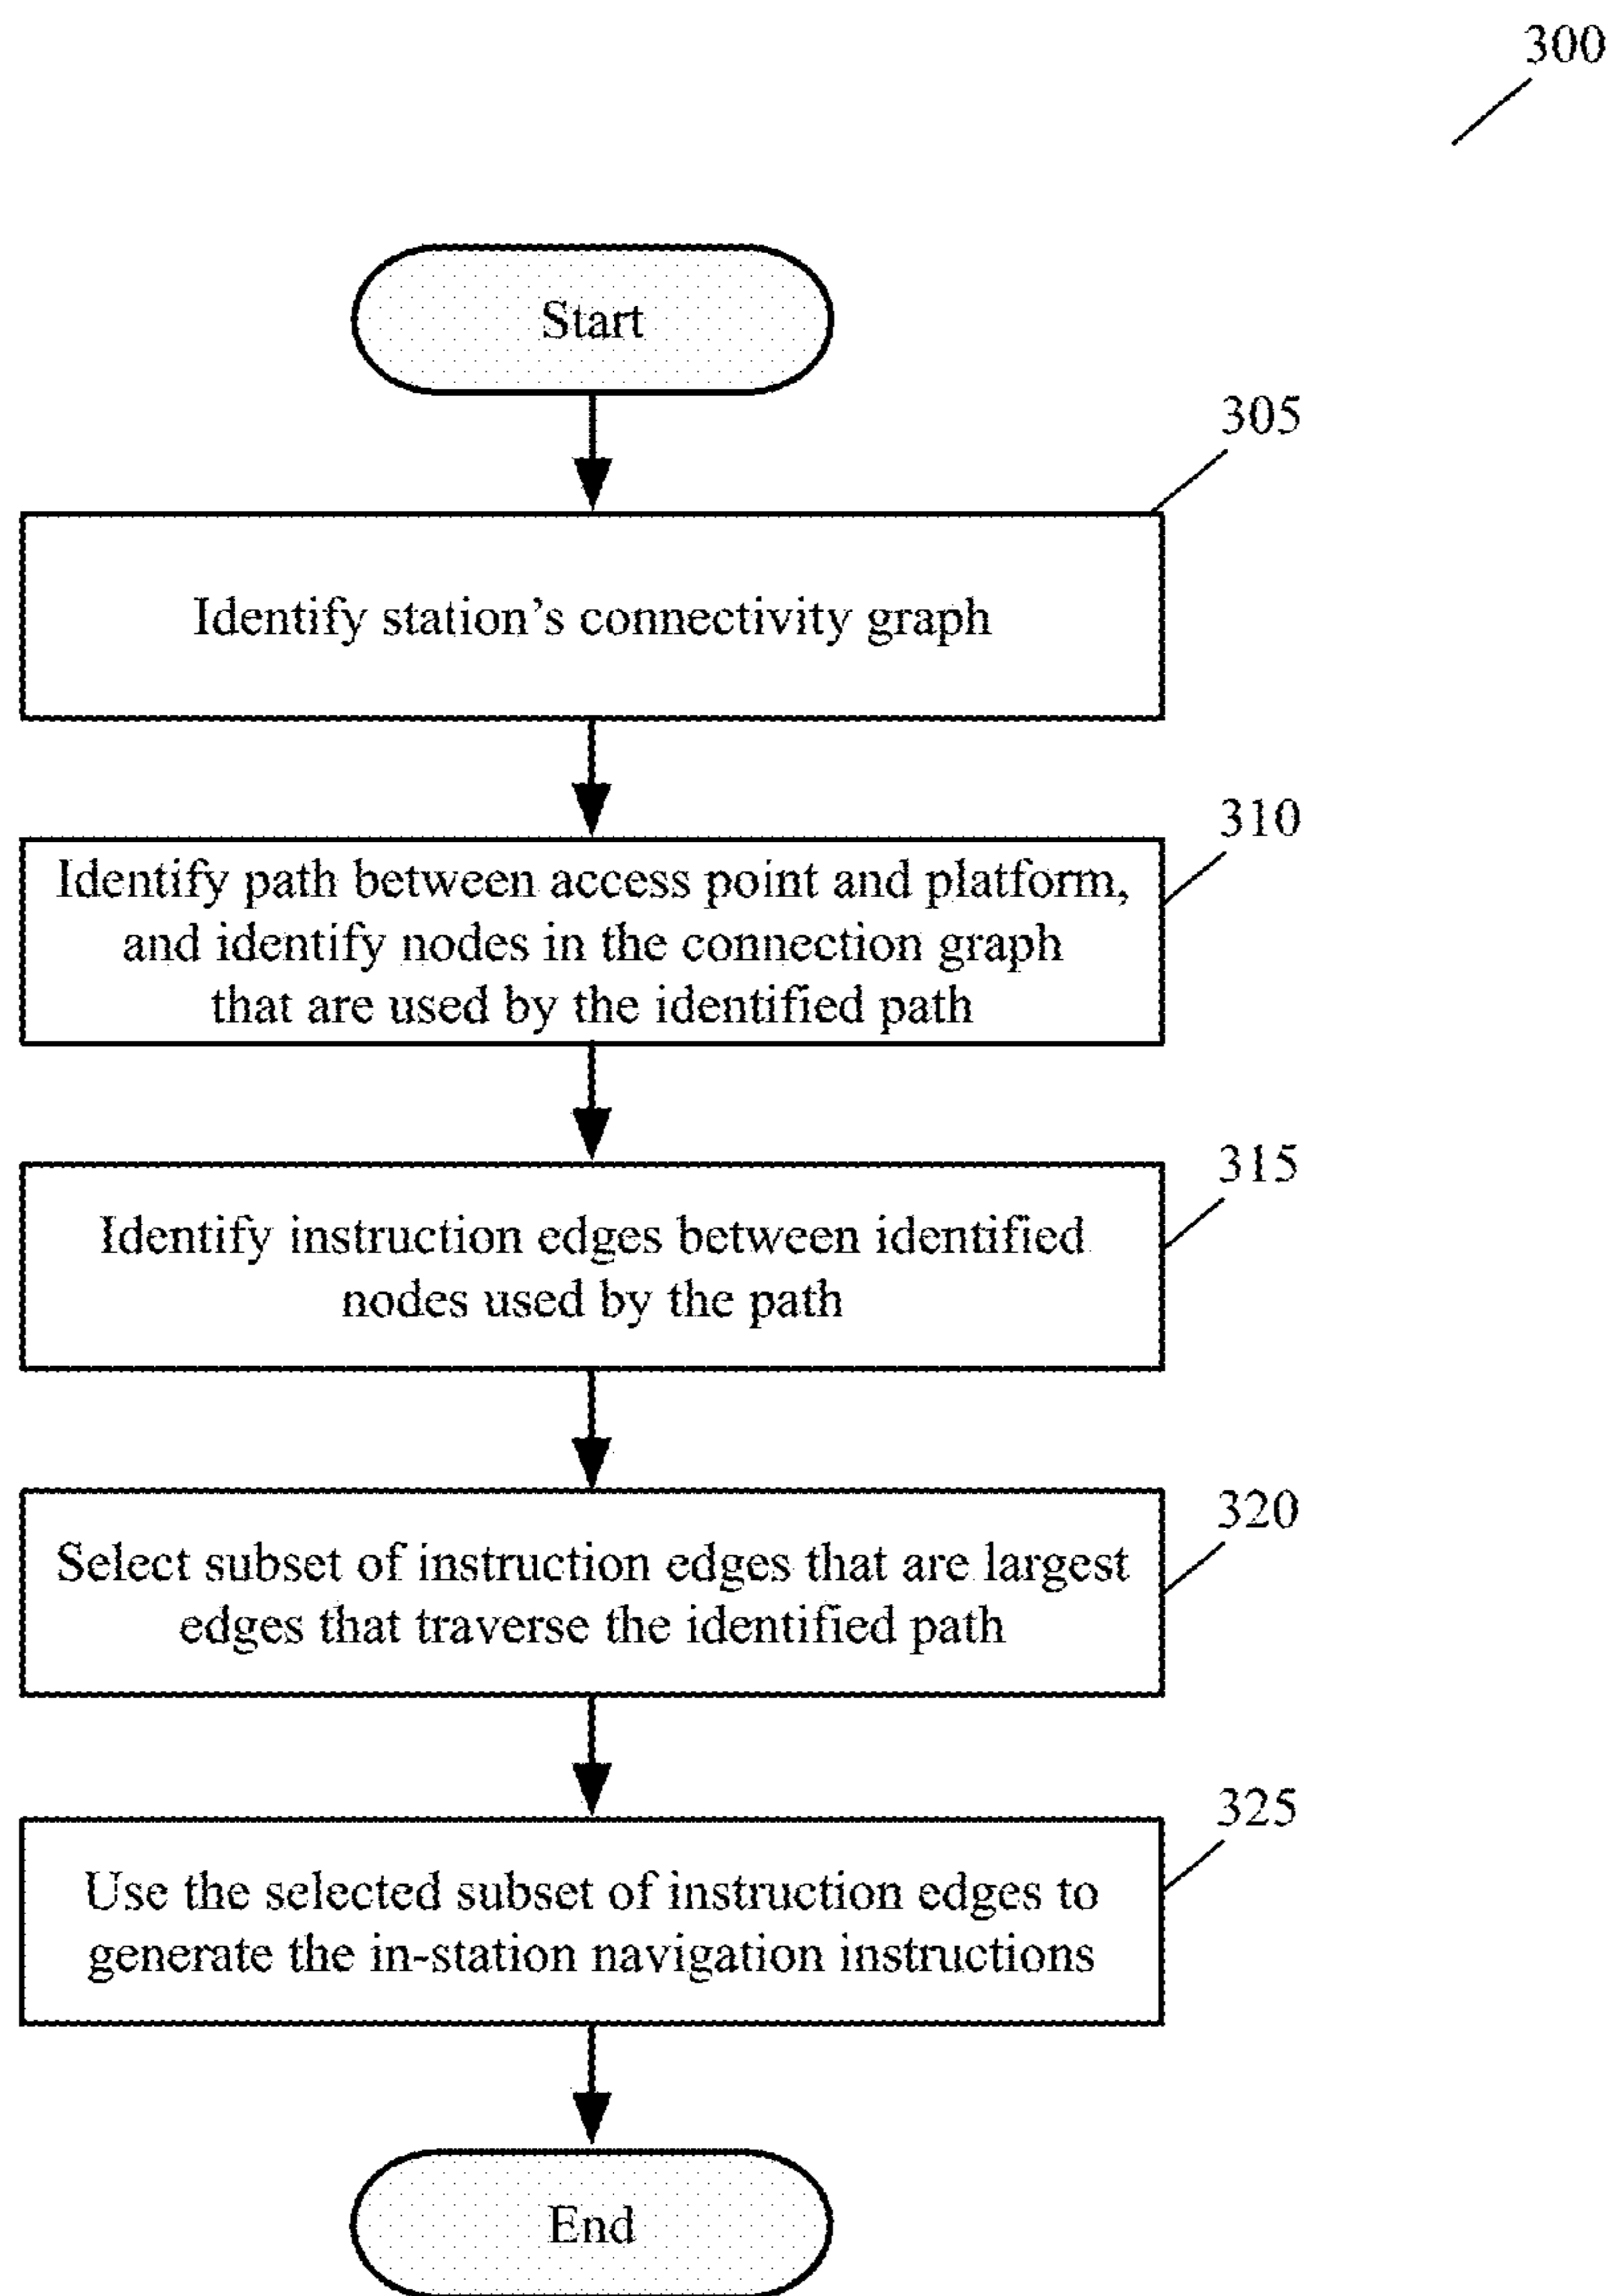 300
Start
305
Identify station’s connectivity graph
310
Identify path between access point and platform,
and identify nodes in the connection graph
that are used by the identified path
315
Identify instruction edges between identified
nodes used by the path
320
Select subset of instruction edges that are largest
edges that traverse the identified path
325
Use the selected subset of instruction edges to
generate the in-station navigation instructions
End